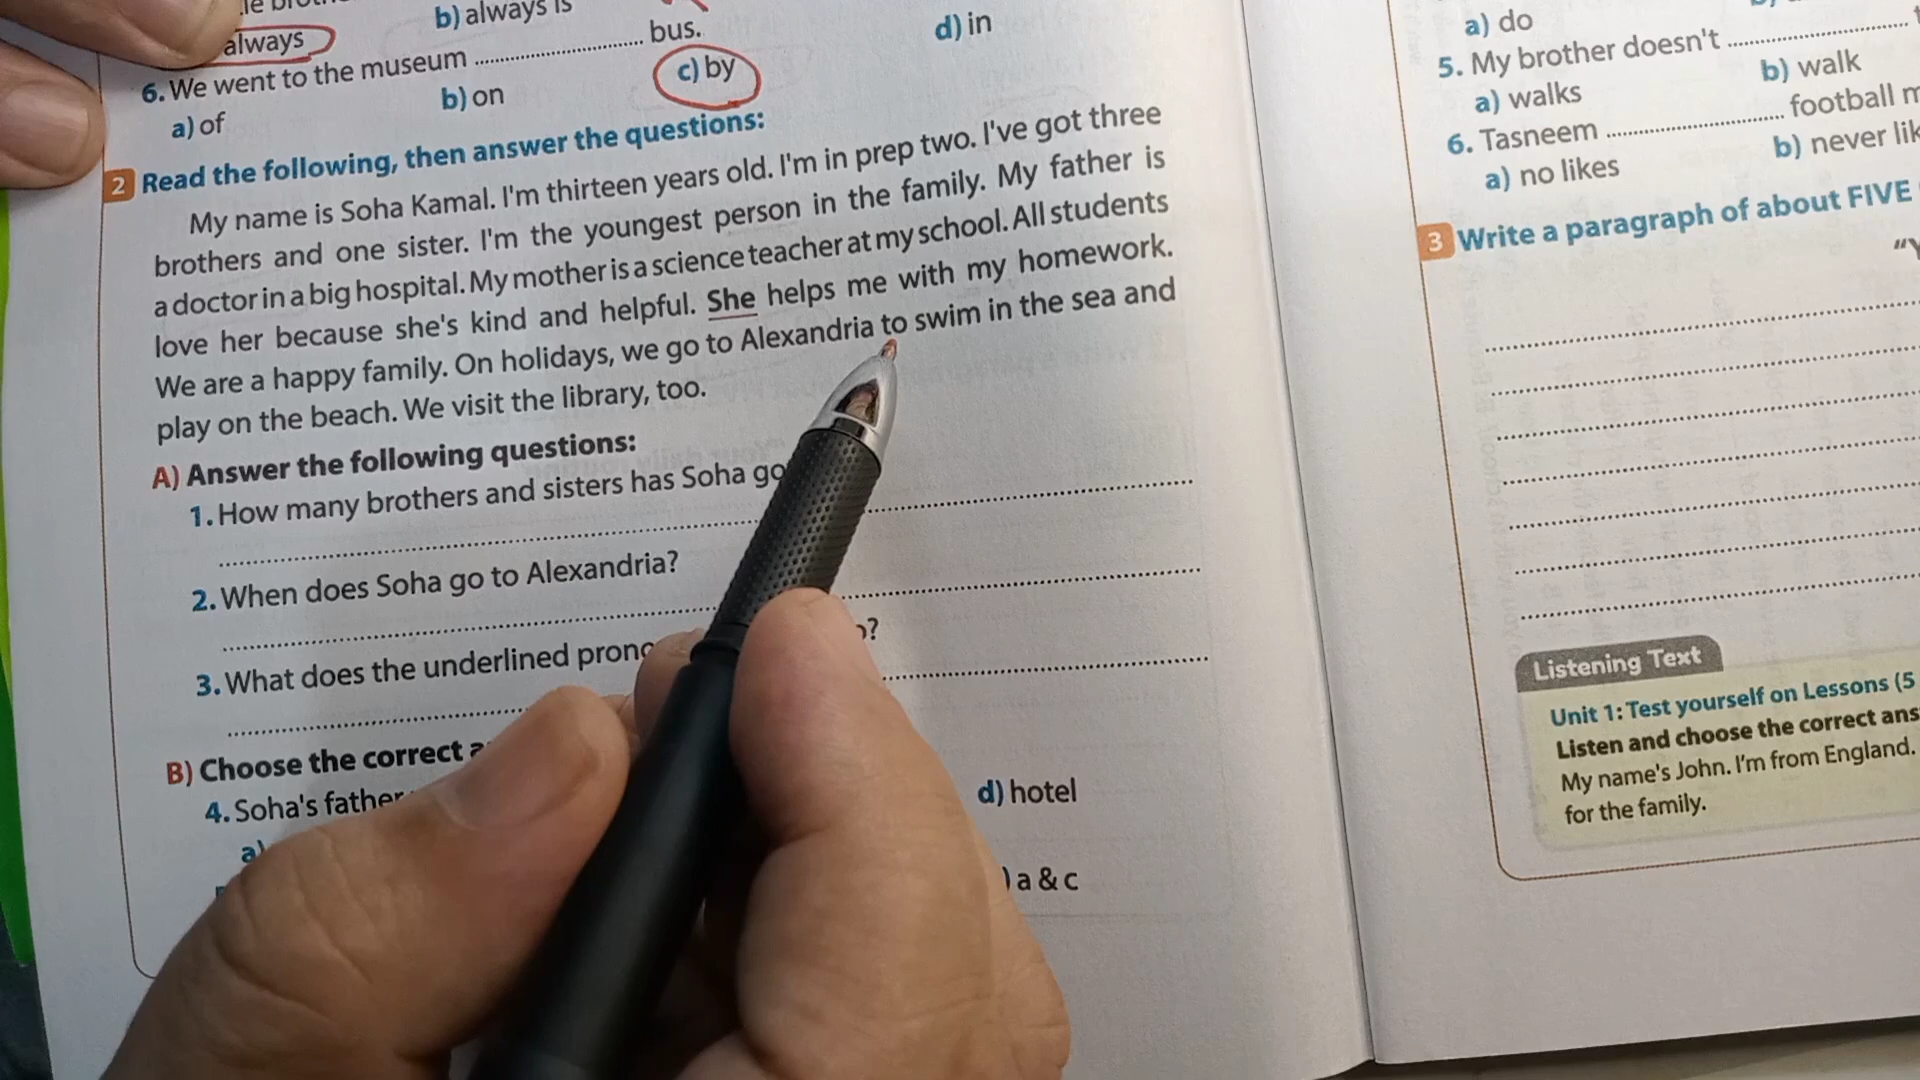 b) always is
always
6. We went to the museum .............................. bus.
a) of b) on c) by d) in
2 Read the following, then answer the questions:
My name is Soha Kamal. I'm thirteen years old. I'm in prep two. I've got three
brothers and one sister. I'm the youngest person in the family. My father is
a doctor in a big hospital. My mother is a science teacher at my school. All students
love her because she's kind and helpful. She helps me with my homework.
We are a happy family. On holidays, we go to Alexandria to swim in the sea and
play on the beach. We visit the library, too.
A) Answer the following questions:
1. How many brothers and sisters has Soha
2. When does Soha go to Alexandria?
3. What does the underlined
B) Choose the correct
4. Soha's father
d) hotel
a & c
a) do
5. My brother doesn't ..............................
a) walks b) walk
6. Tasneem .............................. football
a) no likes b) never
3 Write a paragraph of about FIVE
Listening Text
Unit 1: Test yourself on Lessons (5
Listen and choose the correct
My name's John. I'm from England.
for the family.